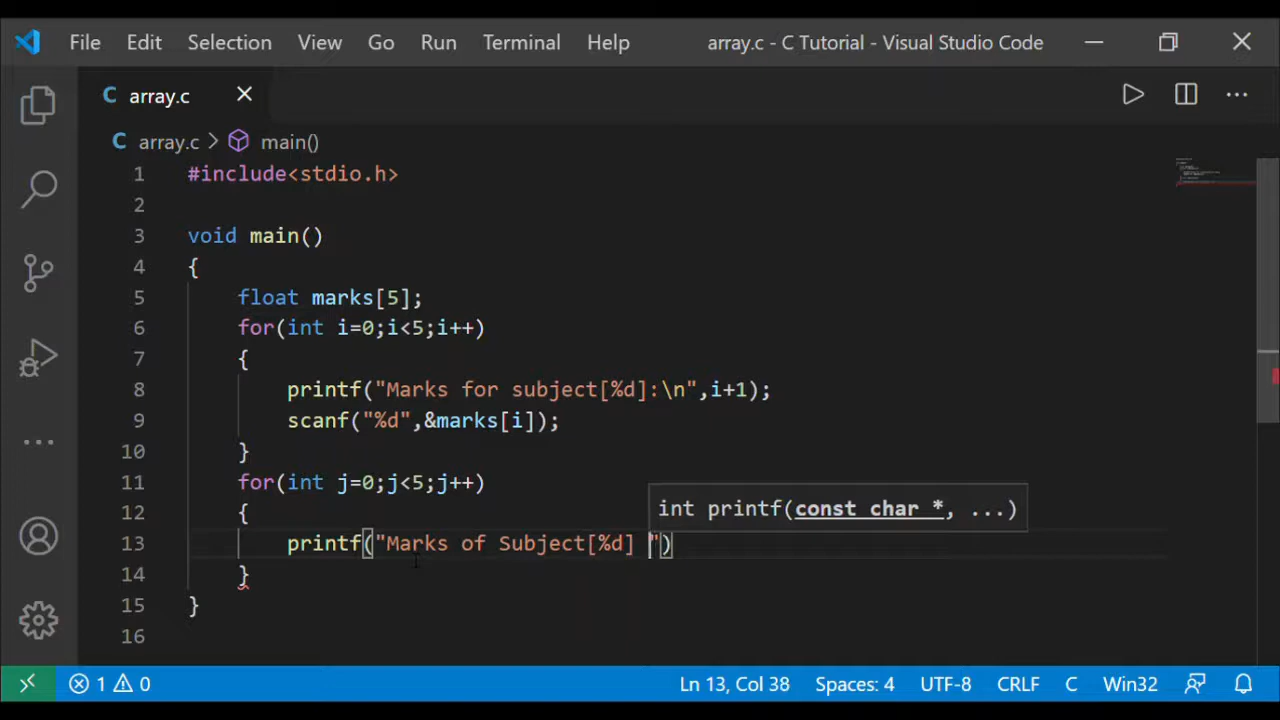 File Edit Selection View Go Run Terminal Help array.c - C Tutorial - Visual Studio Code
C array.c
C array.c > main()
1 #include<stdio.h>
2
3 void main()
4 {
5 float marks[5];
6 for(int i=0;i<5;i++)
7 {
8 printf("Marks for subject[%d]:\n",i+1);
9 scanf("%d",&marks[i]);
10 }
11 for(int j=0;j<5;j++)
12 {
int printf(const char *, ...)
13 printf("Marks of Subject[%d] ")
14 }
15 }
16
1 0 Ln 13, Col 38 Spaces: 4 UTF-8 CRLF C Win32